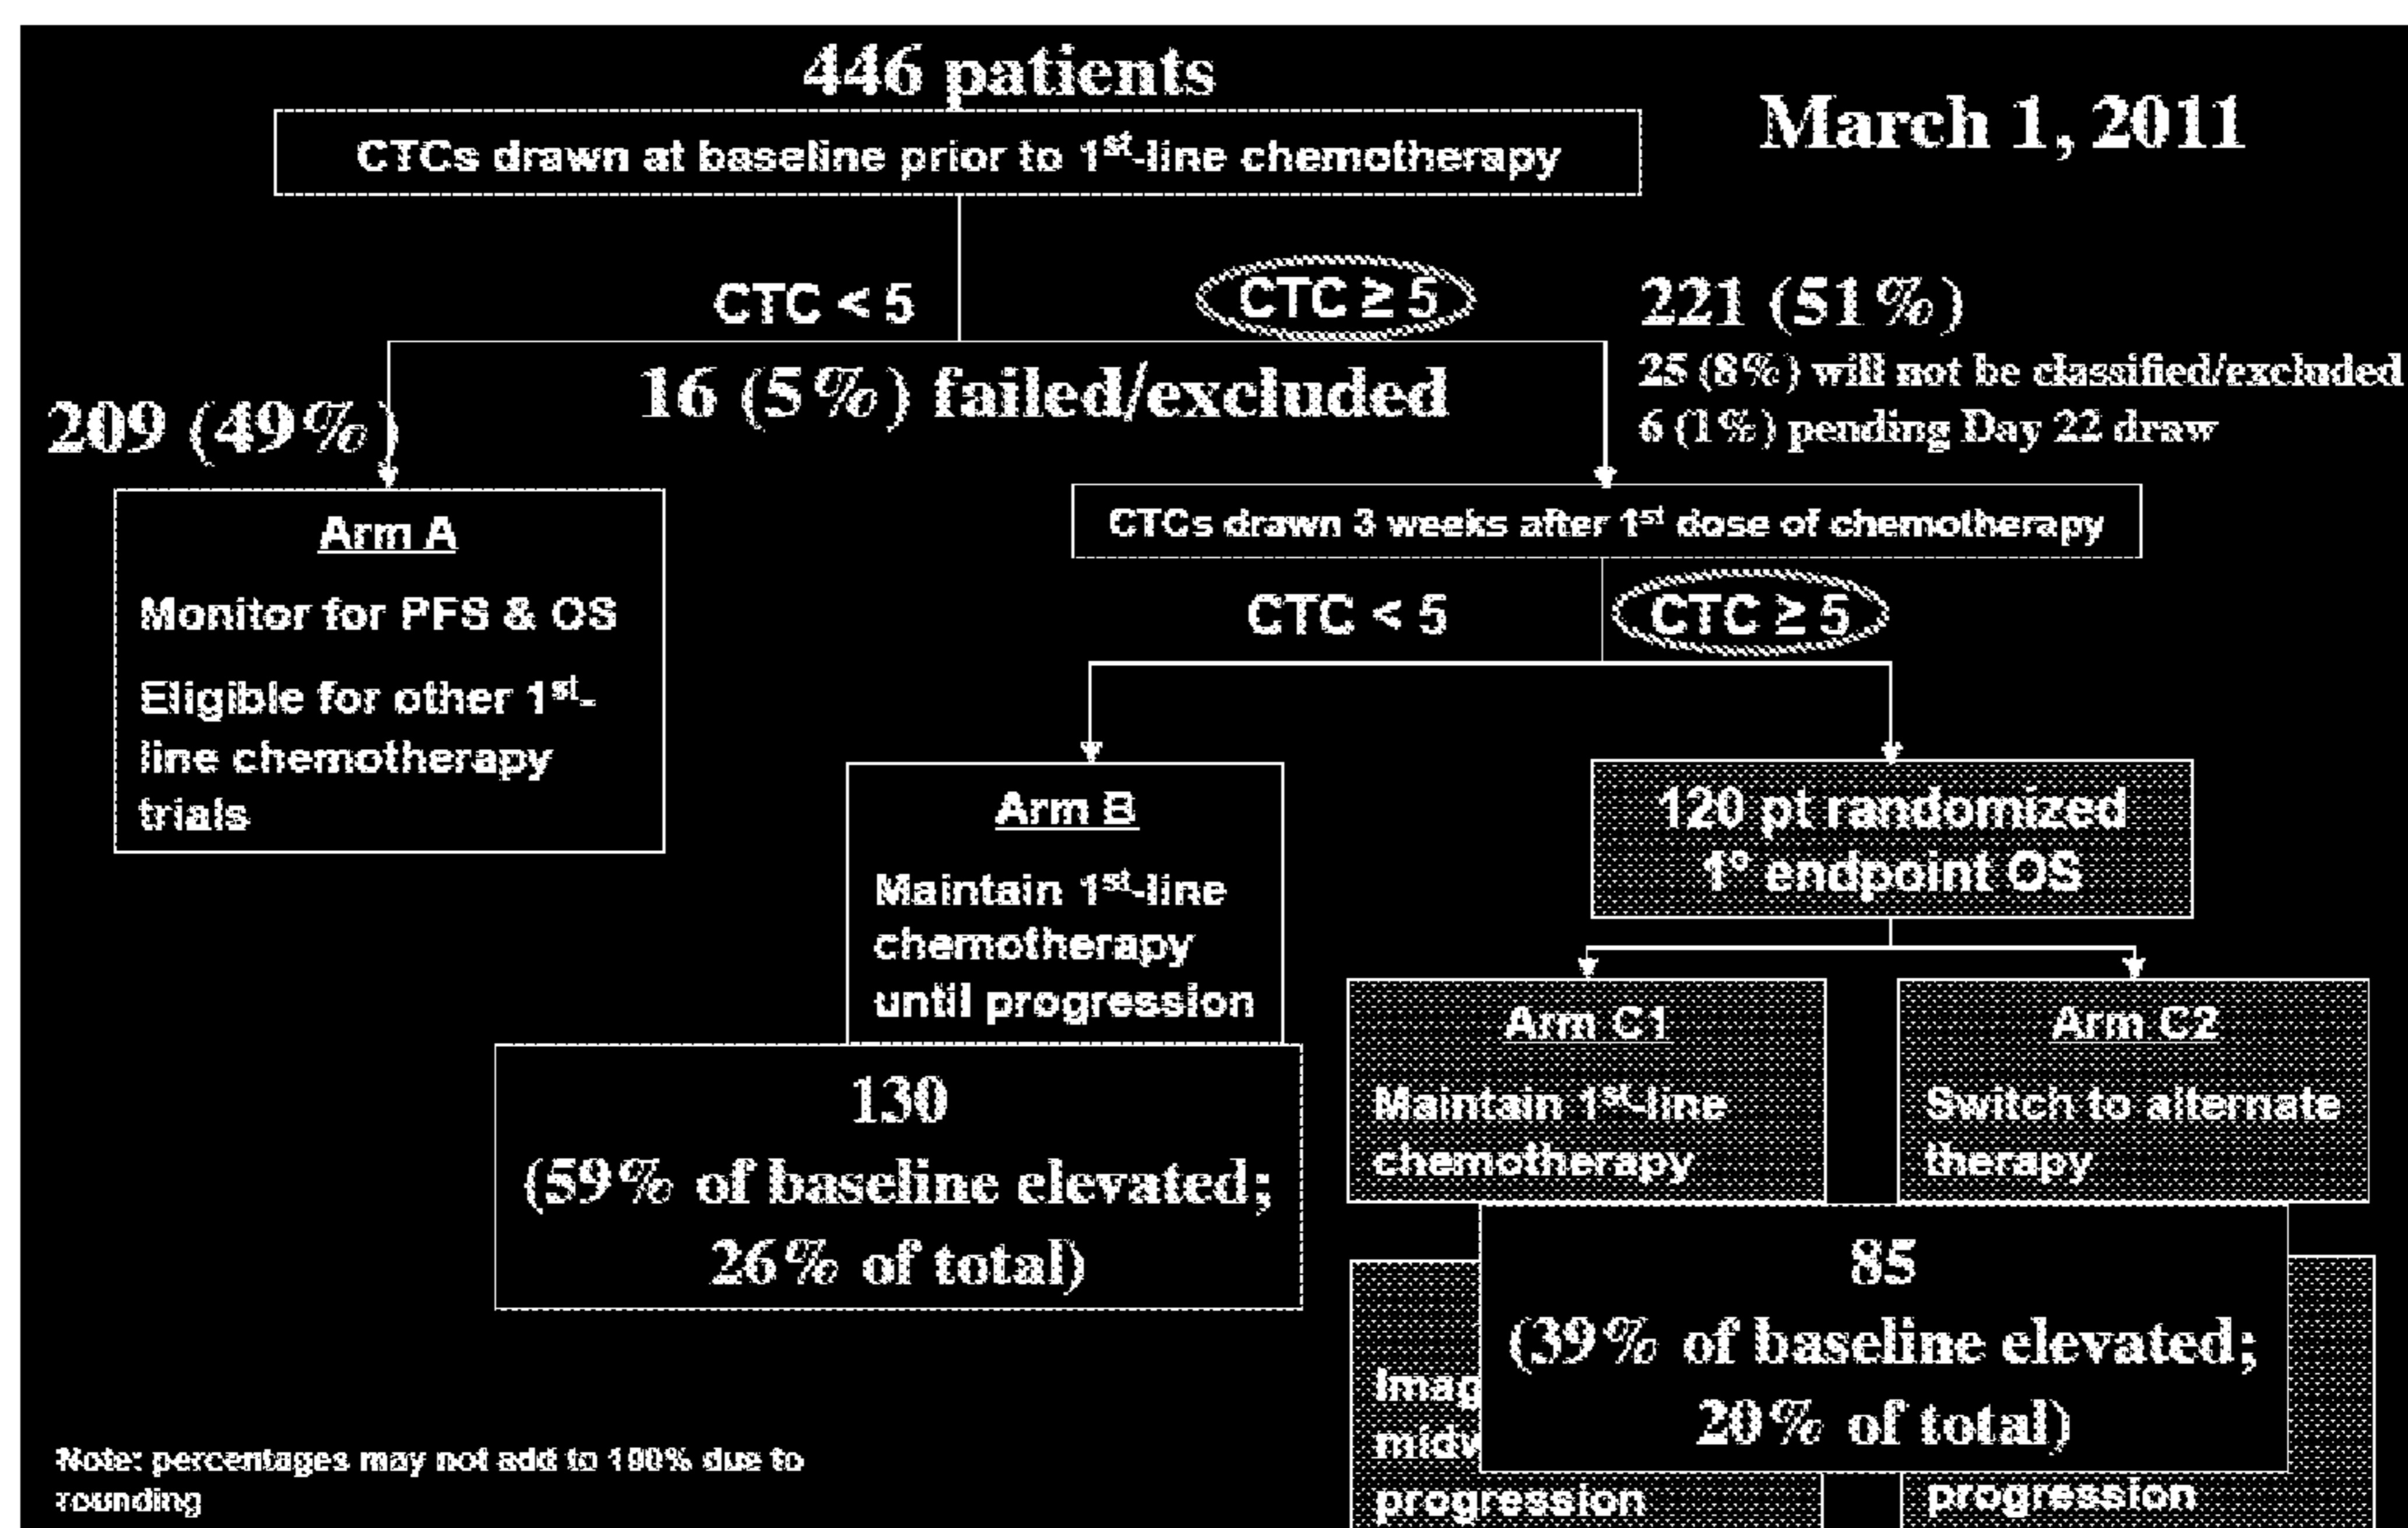 446 patients
March 1, 2011
CTCs drawn at baseline prior to 1st-line chemotherapy
CTC < 5
CTC ≥ 5
221 (51%)
25 (8%) will not be classified/excluded
6 (1%) pending Day 22 draw
16 (5%) failed/excluded
209 (49%)
Arm A
Monitor for PFS & OS
Eligible for other 1st-
line chemotherapy
trials
CTCs drawn 3 weeks after 1st dose of chemotherapy
CTC < 5
CTC ≥ 5
Arm B
Maintain 1st-line
chemotherapy
until progression
130
(59% of baseline elevated;
26% of total)
120 pt randomized
1° endpoint OS
Arm C1
Maintain 1st-line
chemotherapy
Arm C2
Switch to alternate
therapy
85
(39% of baseline elevated;
20% of total)
progression
progression
Note: percentages may not add to 100% due to
rounding